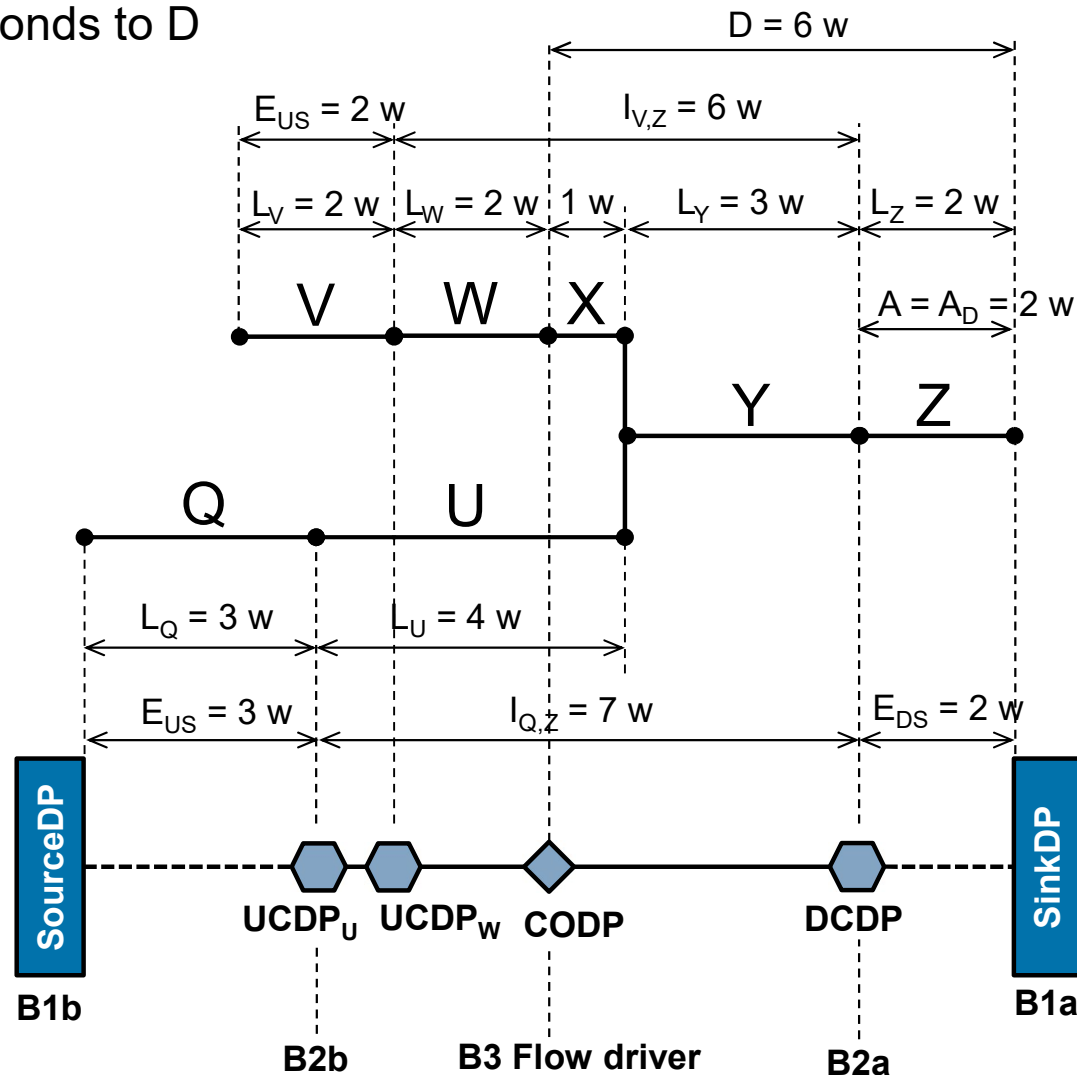 onds to D
D = 6 w
E_US = 2 w
I_V,Z = 6 w
L_V = 2 w
L_W = 2 w
1 w
L_Y = 3 w
L_Z = 2 w
V
W
X
A = A_D = 2 w
Y
Z
Q
U
L_Q = 3 w
L_U = 4 w
E_US = 3 w
I_Q,Z = 7 w
E_DS = 2 w
SourceDP
SinkDP
UCDP_U
UCDP_W
CODP
DCDP
B1b
B1a
B2b
B3 Flow driver
B2a